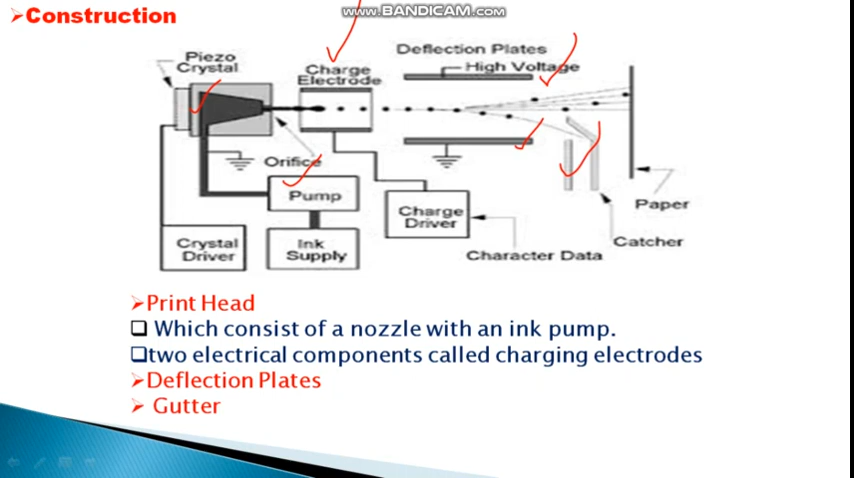 www.BANDICAM.com
➢Construction
Piezo
Crystal
Charge
Electrode
Deflection Plates
High Voltage
Orifice
Pump
Crystal
Driver
Ink
Supply
Charge
Driver
Character Data
Catcher
Paper
➢Print Head
❑ Which consist of a nozzle with an ink pump.
❑two electrical components called charging electrodes
➢Deflection Plates
➢ Gutter